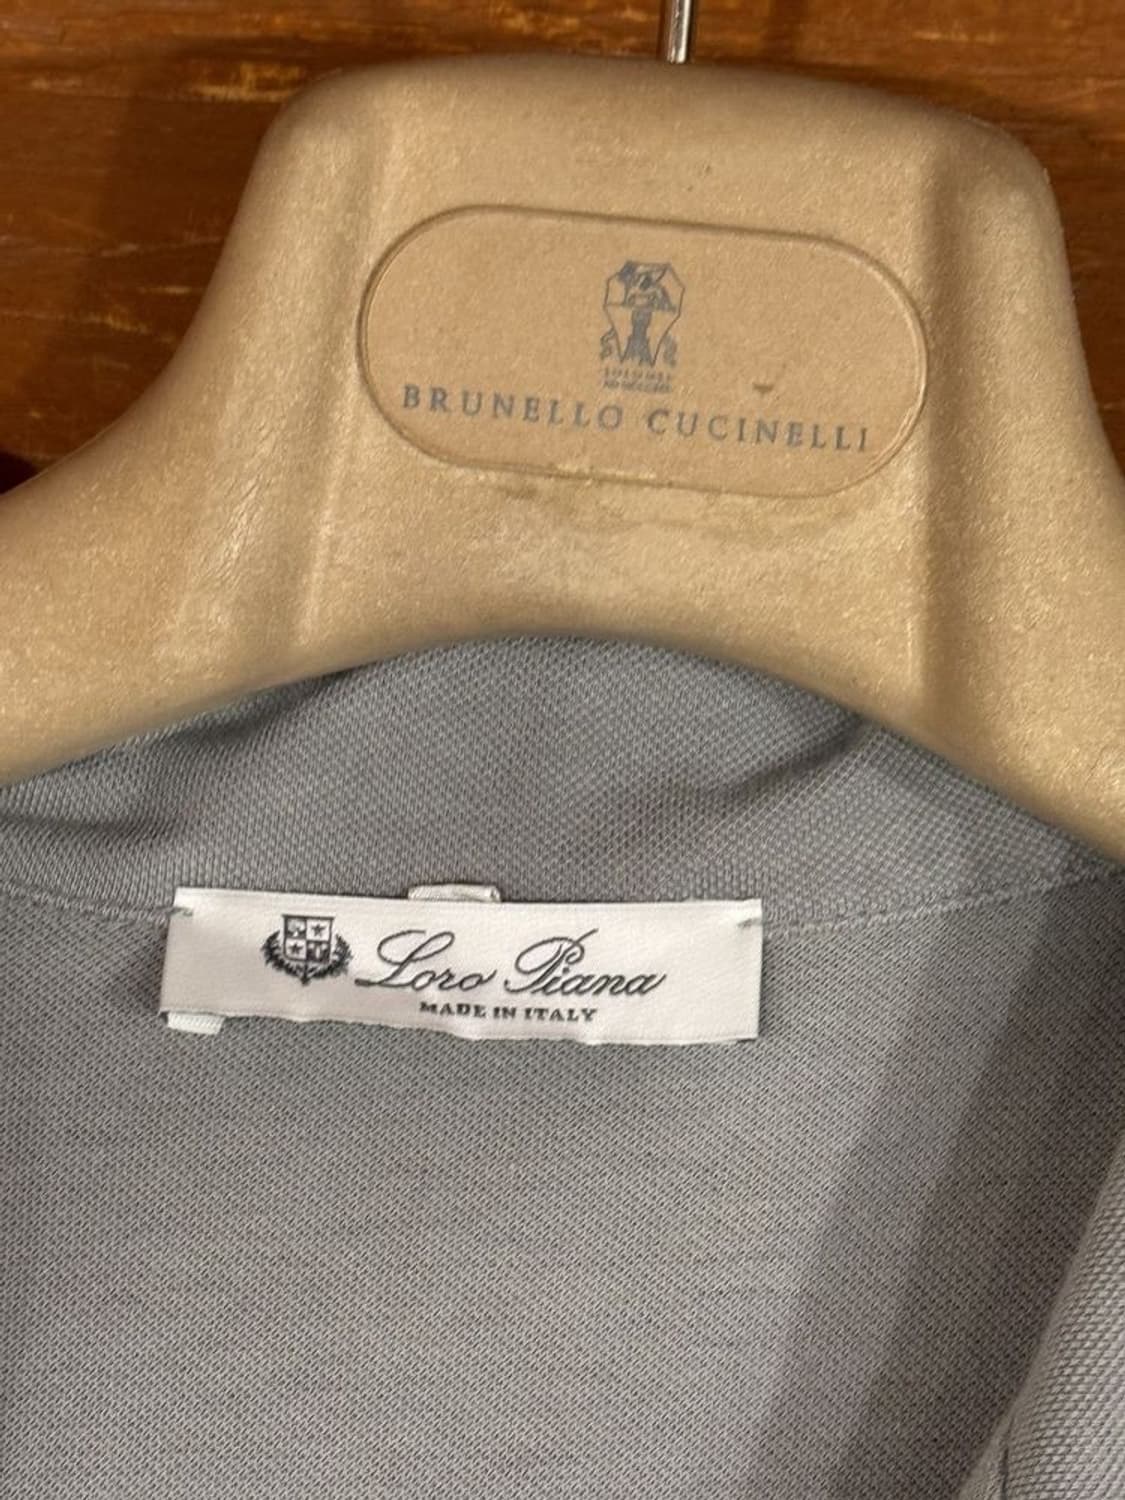 BRUNELLO CUCINELLI
Loro Piana
MADE IN ITALY